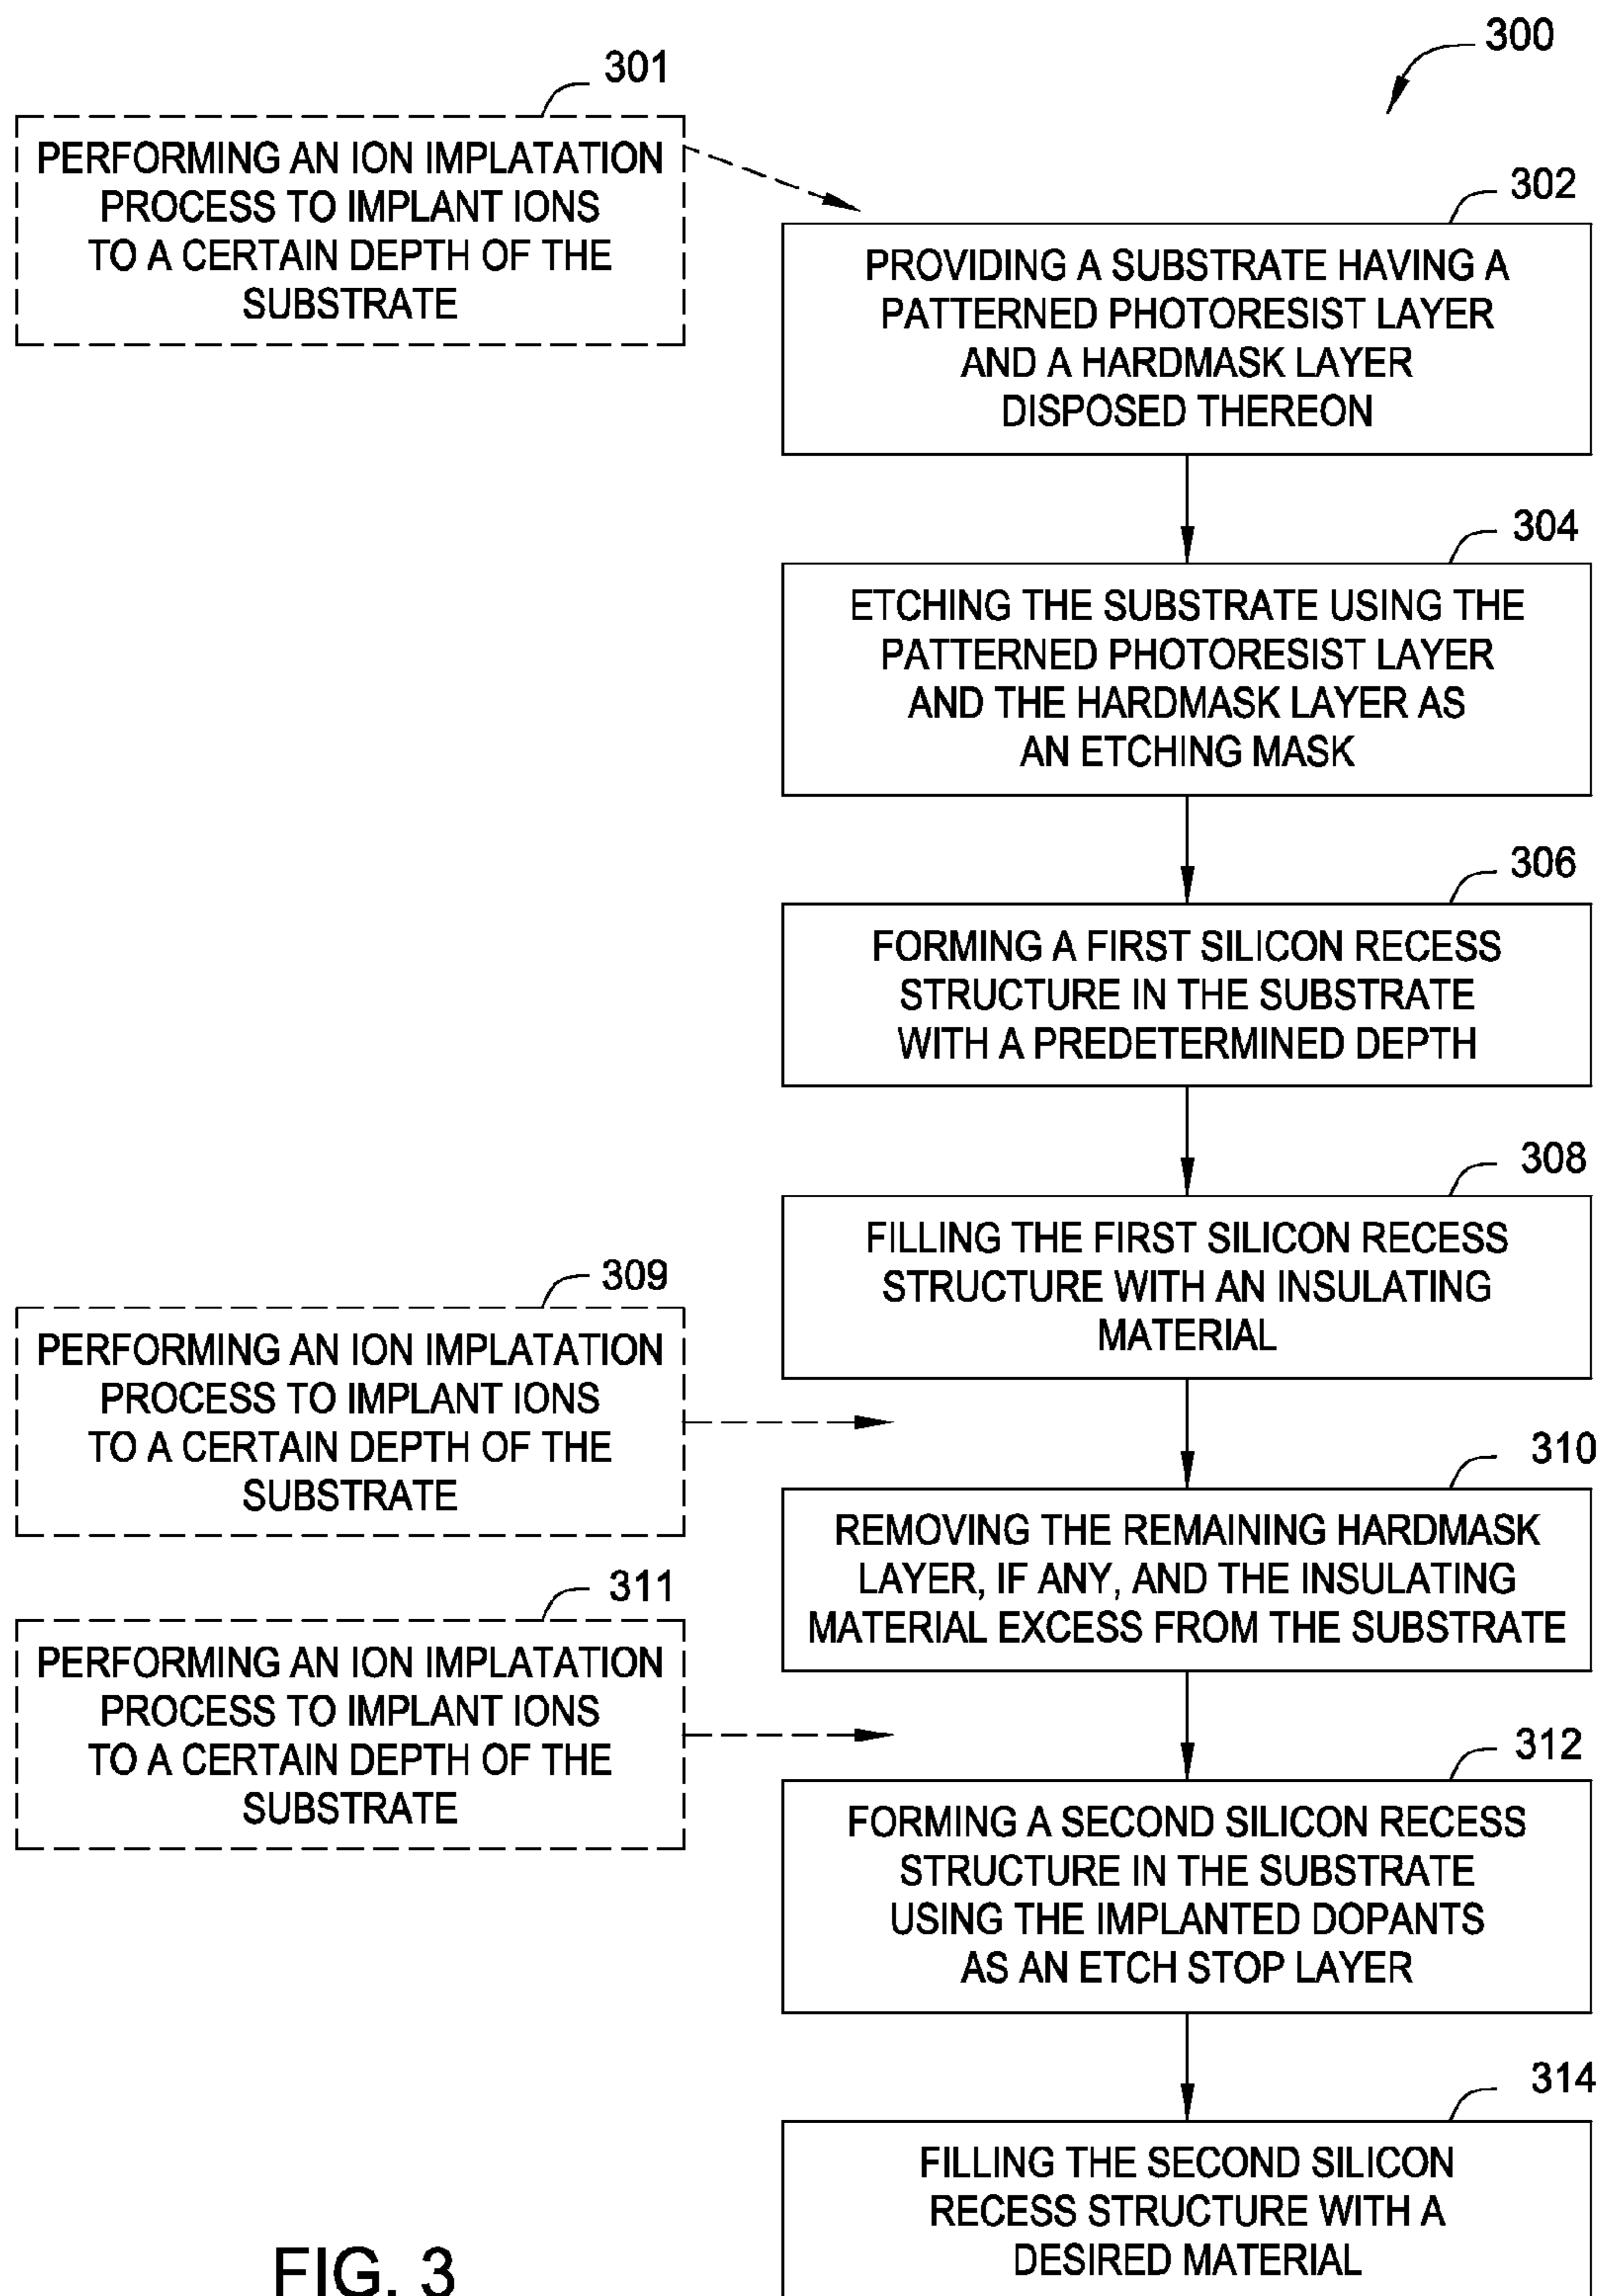 300
301
PERFORMING AN ION IMPLATATION
PROCESS TO IMPLANT IONS
TO A CERTAIN DEPTH OF THE
SUBSTRATE
302
PROVIDING A SUBSTRATE HAVING A
PATTERNED PHOTORESIST LAYER
AND A HARDMASK LAYER
DISPOSED THEREON
304
ETCHING THE SUBSTRATE USING THE
PATTERNED PHOTORESIST LAYER
AND THE HARDMASK LAYER AS
AN ETCHING MASK
306
FORMING A FIRST SILICON RECESS
STRUCTURE IN THE SUBSTRATE
WITH A PREDETERMINED DEPTH
308
FILLING THE FIRST SILICON RECESS
STRUCTURE WITH AN INSULATING
MATERIAL
309
PERFORMING AN ION IMPLATATION
PROCESS TO IMPLANT IONS
TO A CERTAIN DEPTH OF THE
SUBSTRATE
310
REMOVING THE REMAINING HARDMASK
LAYER, IF ANY, AND THE INSULATING
MATERIAL EXCESS FROM THE SUBSTRATE
311
PERFORMING AN ION IMPLATATION
PROCESS TO IMPLANT IONS
TO A CERTAIN DEPTH OF THE
SUBSTRATE
312
FORMING A SECOND SILICON RECESS
STRUCTURE IN THE SUBSTRATE
USING THE IMPLANTED DOPANTS
AS AN ETCH STOP LAYER
314
FILLING THE SECOND SILICON
RECESS STRUCTURE WITH A
DESIRED MATERIAL
FIG. 3